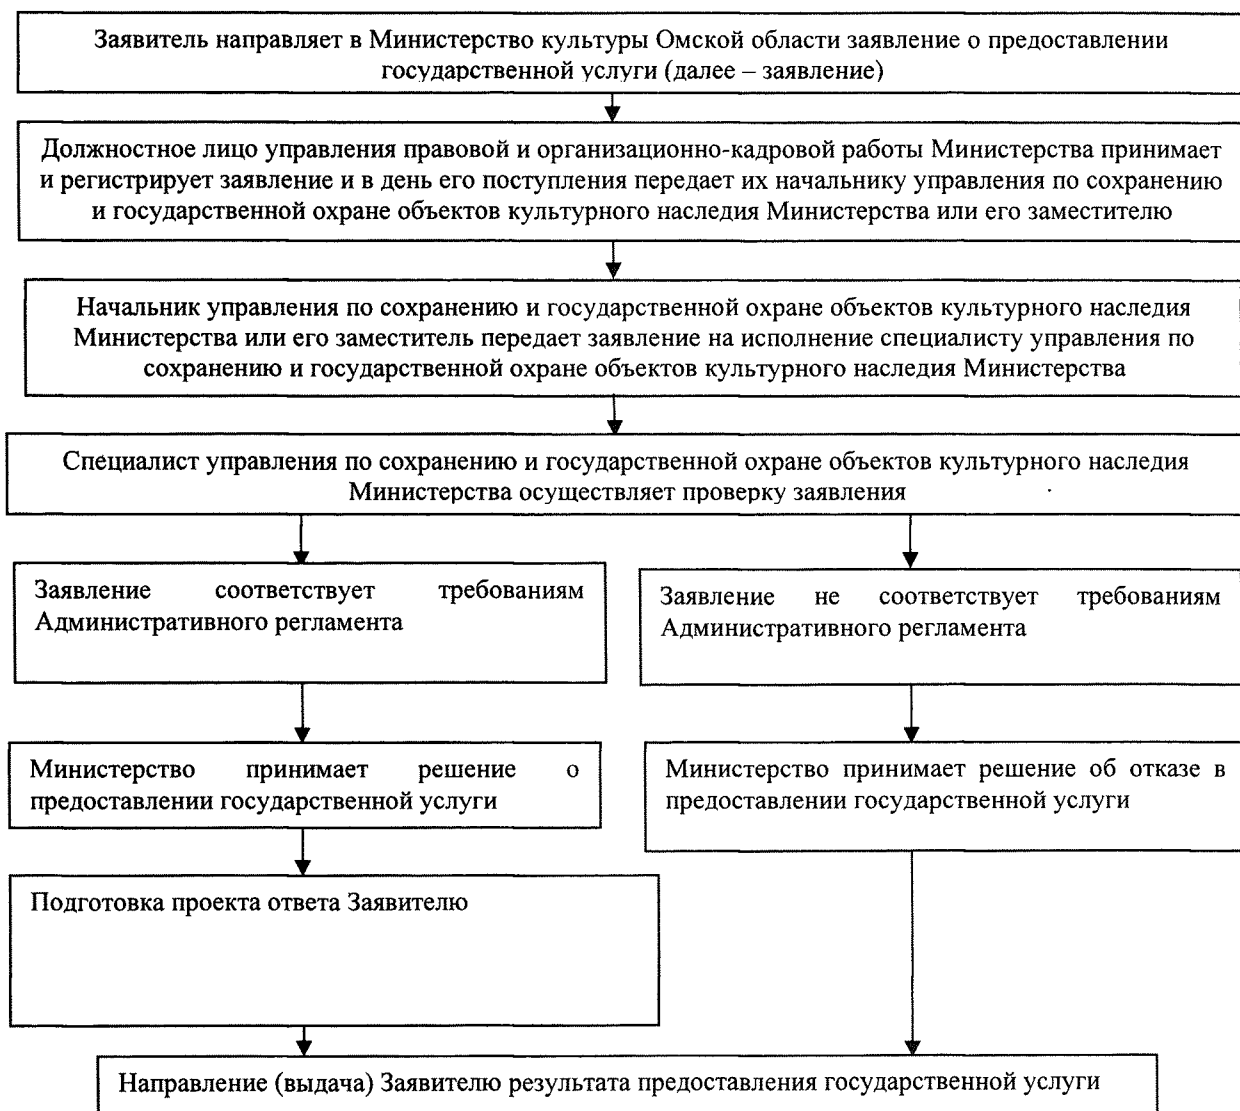 Заявитель направляет в Министерство культуры Омской области заявление о предоставлении
государственной услуги (далее – заявление)
Должностное лицо управления правовой и организационно-кадровой работы Министерства принимает
и регистрирует заявление и в день его поступления передает их начальнику управления по сохранению
и государственной охране объектов культурного наследия Министерства или его заместителю
Начальник управления по сохранению и государственной охране объектов культурного наследия
Министерства или его заместитель передает заявление на исполнение специалисту управления по
сохранению и государственной охране объектов культурного наследия Министерства
Специалист управления по сохранению и государственной охране объектов культурного наследия
Министерства осуществляет проверку заявления
Заявление соответствует требованиям
Административного регламента
Заявление не соответствует требованиям
Административного регламента
Министерство принимает решение о
предоставлении государственной услуги
Министерство принимает решение об отказе в
предоставлении государственной услуги
Подготовка проекта ответа Заявителю
Направление (выдача) Заявителю результата предоставления государственной услуги